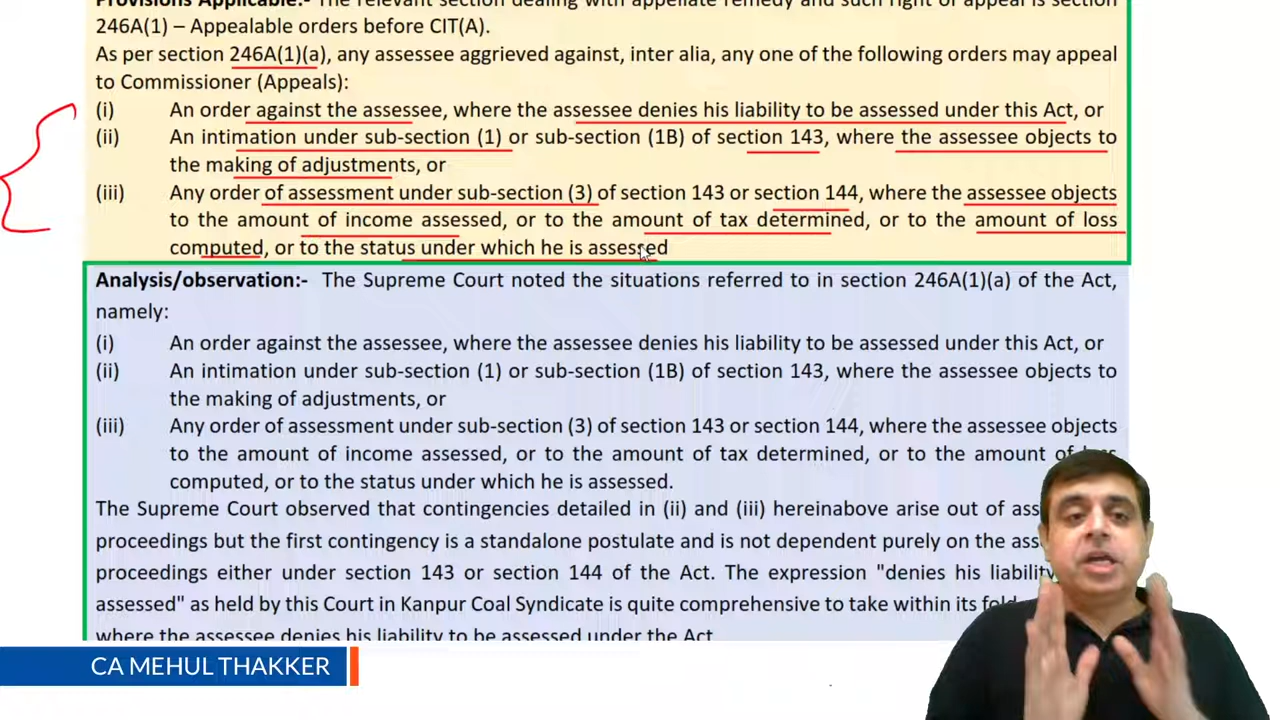 Provisions Applicable:- The relevant section dealing with appellate remedy and such right of appeal is section
246A(1) – Appealable orders before CIT(A).
As per section 246A(1)(a), any assessee aggrieved against, inter alia, any one of the following orders may appeal
to Commissioner (Appeals):
(i) An order against the assessee, where the assessee denies his liability to be assessed under this Act, or
(ii) An intimation under sub-section (1) or sub-section (1B) of section 143, where the assessee objects to
the making of adjustments, or
(iii) Any order of assessment under sub-section (3) of section 143 or section 144, where the assessee objects
to the amount of income assessed, or to the amount of tax determined, or to the amount of loss
computed, or to the status under which he is assessed
Analysis/observation:- The Supreme Court noted the situations referred to in section 246A(1)(a) of the Act,
namely:
(i) An order against the assessee, where the assessee denies his liability to be assessed under this Act, or
(ii) An intimation under sub-section (1) or sub-section (1B) of section 143, where the assessee objects to
the making of adjustments, or
(iii) Any order of assessment under sub-section (3) of section 143 or section 144, where the assessee objects
to the amount of income assessed, or to the amount of tax determined, or to the amount of loss
computed, or to the status under which he is assessed.
The Supreme Court observed that contingencies detailed in (ii) and (iii) hereinabove arise out of
proceedings but the first contingency is a standalone postulate and is not dependent purely on the
proceedings either under section 143 or section 144 of the Act. The expression "denies his liability
assessed" as held by this Court in Kanpur Coal Syndicate is quite comprehensive to take within its
where the assessee denies his liability to be assessed under the Act.
CA MEHUL THAKKER